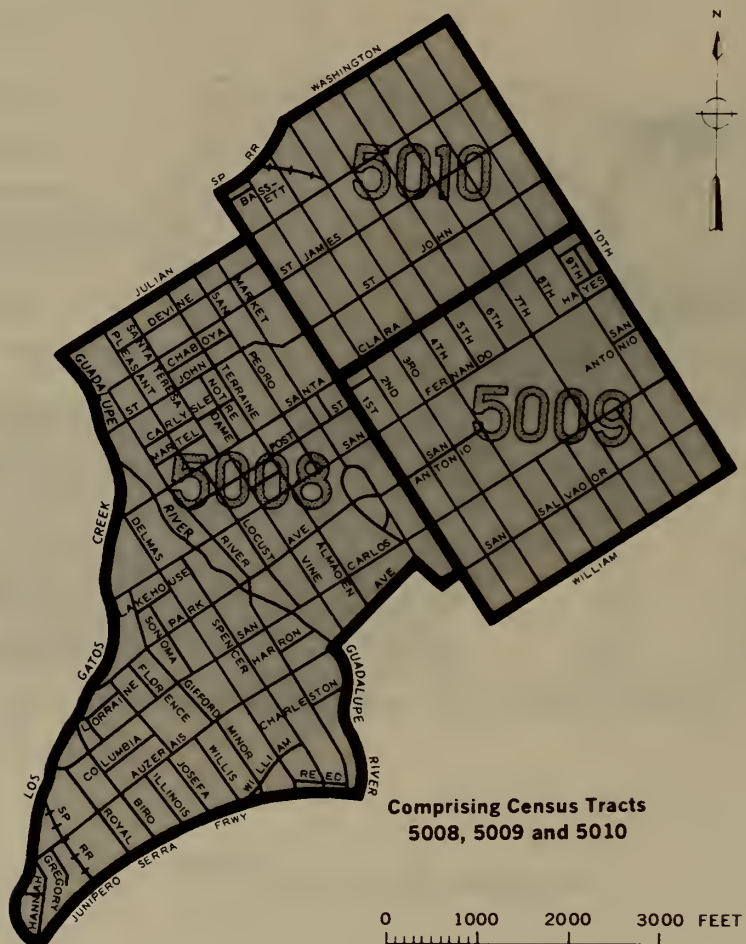 N
WASHINGTON
SP RR
BASS-
ETT
5010
ST JAMES
ST JOHN
10TH
JULIAN
DEVINE
SAN
MARKET
SANTA TERESA
PLEASANT
CHABOYA
GUADALUPE
ST JOHN
PEDRO
TERRAINE
NOTRE
DAME
CARLYSLE
MARTEL
SANTA CLARA
9TH
HAYES
8TH
7TH
6TH
5TH
4TH
3RD
2ND
1ST
SAN FERNANDO
SAN
ANTONIO
5009
POST ST
5008
SAN
ANTONIO
CREEK
RIVER
DELMAS
RIVER
LOCUST
AVE
ALMADEN
VINE
SAN SALVADOR
WILLIAM
CARLOS
AVE
LAKEHOUSE
PARK
SONOMA
SAN
SPENCER
HARRON
GATOS
GUADALUPE
LORRAINE
FLORENCE
GIFFORD
CHARLESTON
COLUMBIA
AUZERAIS
MINOR
WILLIS
WILLIAM
JOSEFA
ILLINOIS
BIRD
ROYAL
REED
RIVER
LOS
SP
RR
FRWY
SERRA
JUNIPERO
GREGORY
HANNAH
Comprising Census Tracts
5008, 5009 and 5010
0 1000 2000 3000 FEET